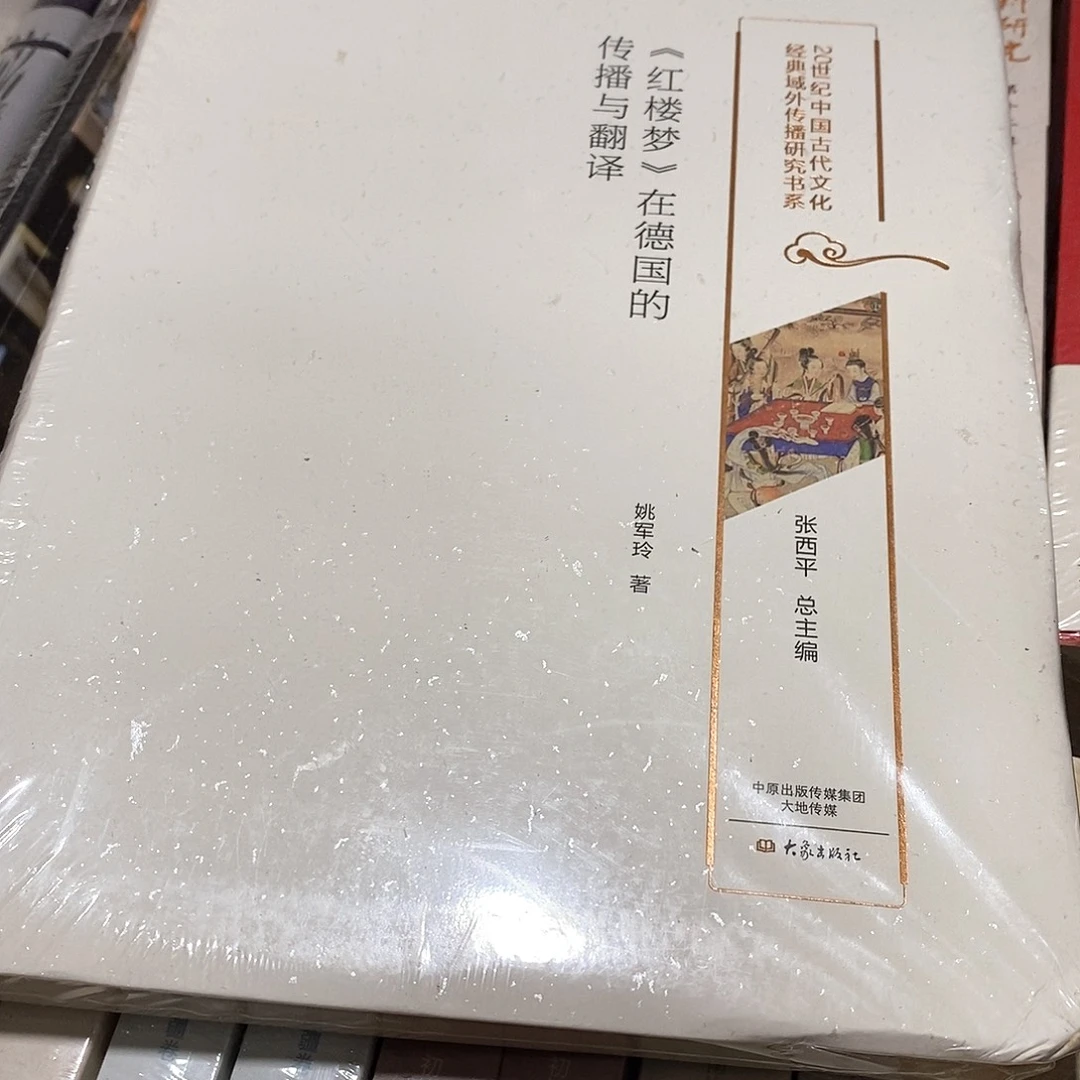 20世纪中国古代文化
经典域外传播研究书系
《红楼梦》在德国的
传播与翻译
姚军玲 著
张西平 总主编
中原出版传媒集团
大地传媒
大象出版社